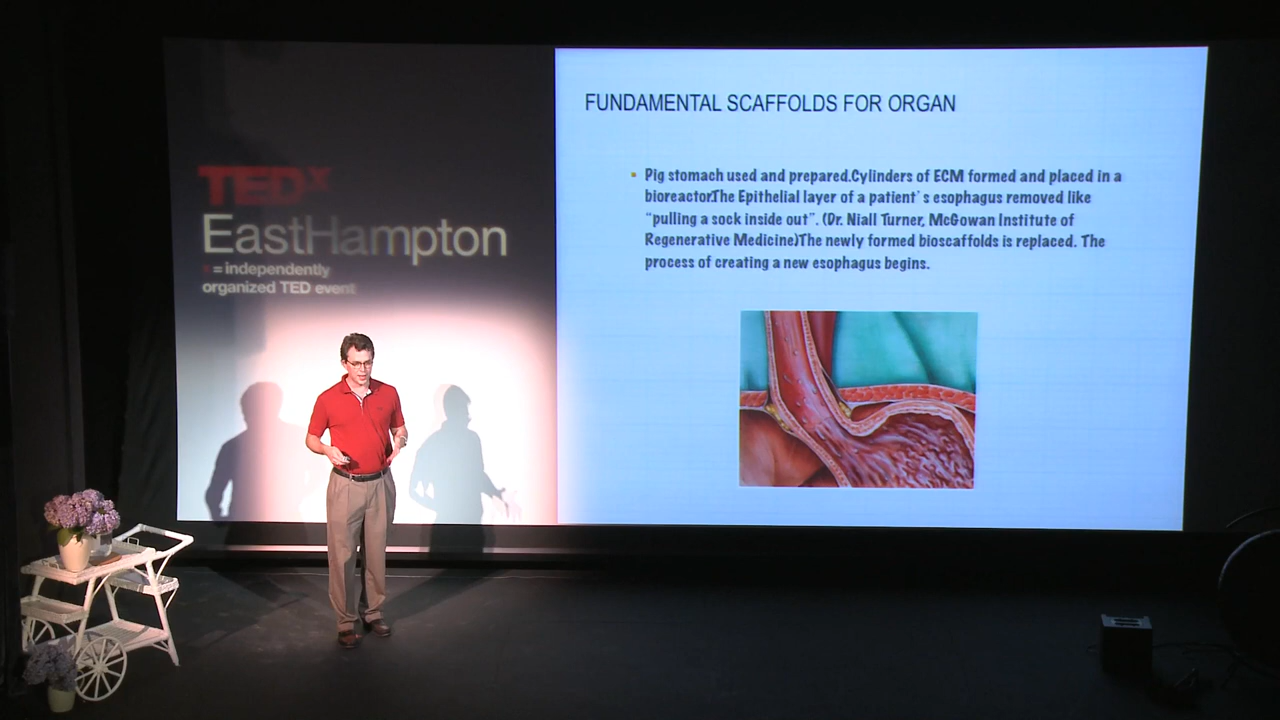 TEDx
EastHampton
x = independently
organized TED event
FUNDAMENTAL SCAFFOLDS FOR ORGAN
▪ Pig stomach used and prepared.Cylinders of ECM formed and placed in a
bioreactor.The Epithelial layer of a patient's esophagus removed like
“pulling a sock inside out”. (Dr. Niall Turner, McGowan Institute of
Regenerative Medicine)The newly formed bioscaffolds is replaced. The
process of creating a new esophagus begins.